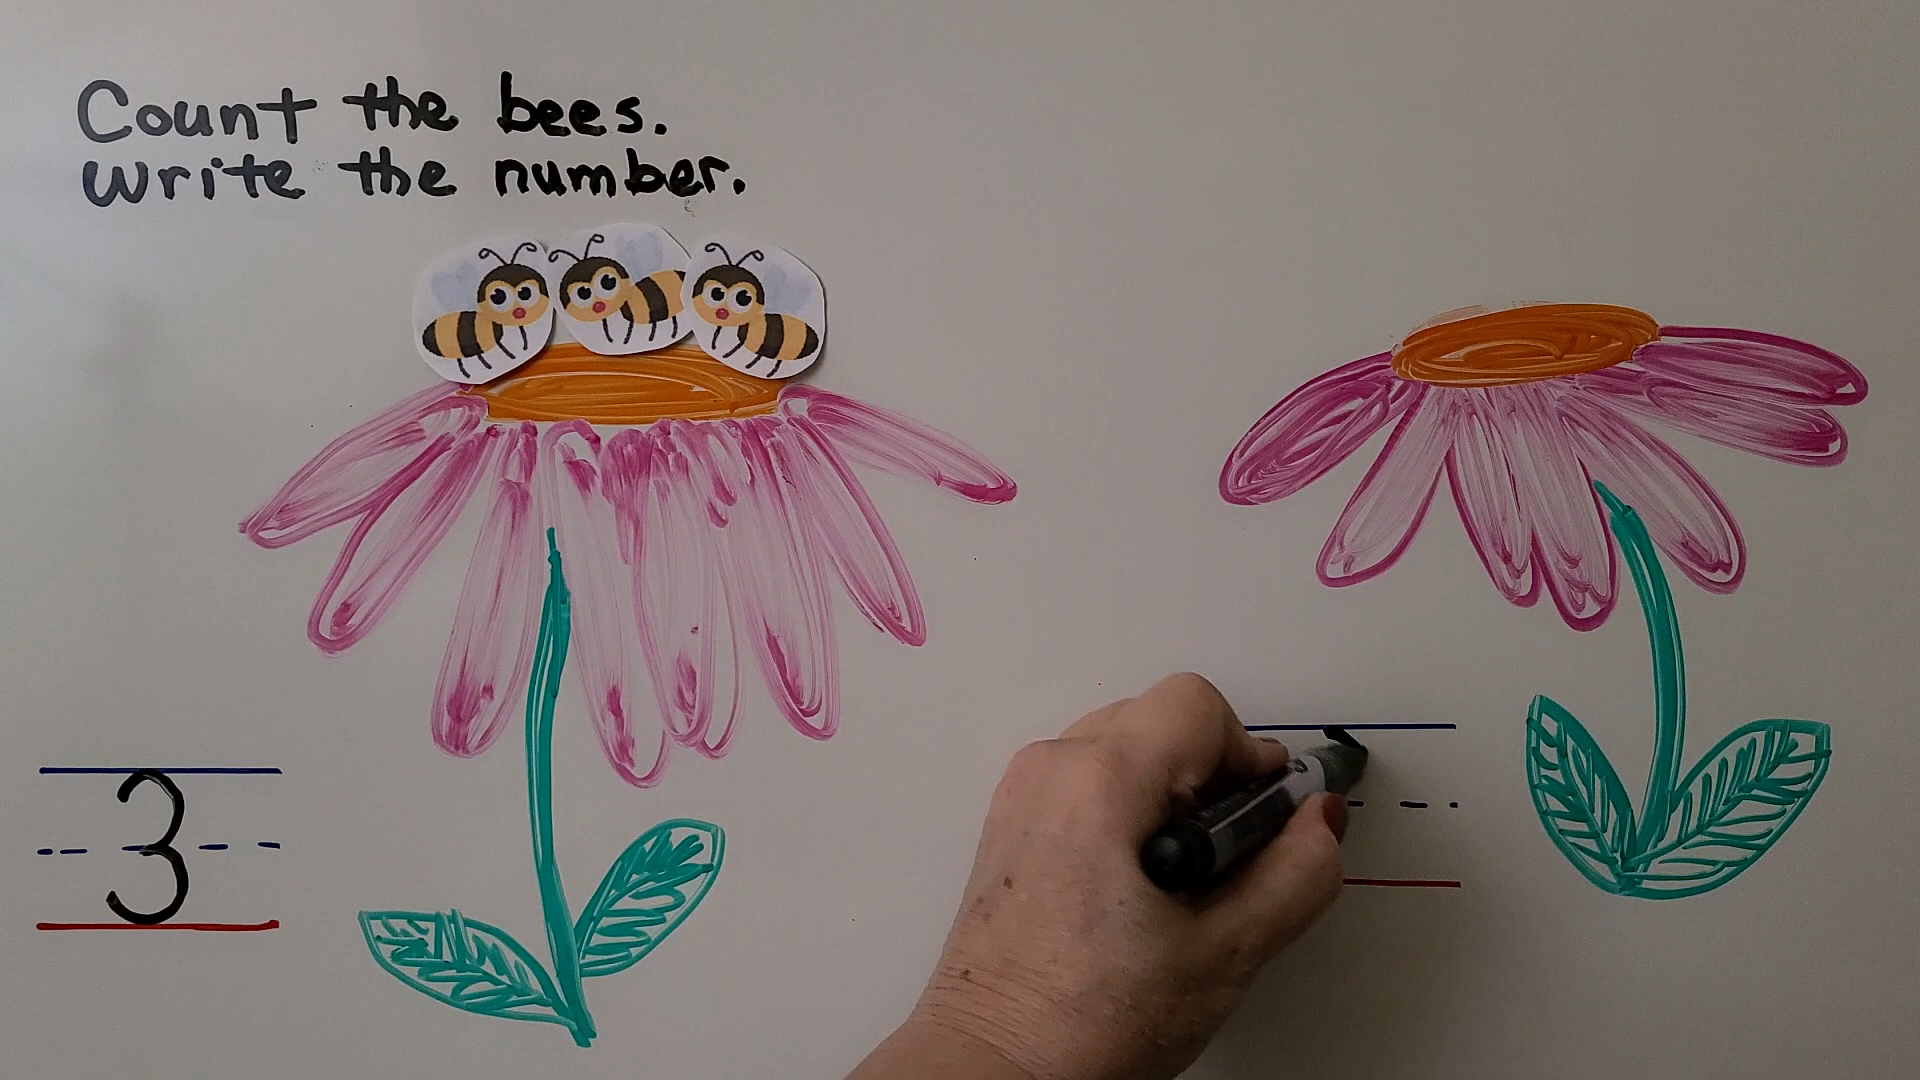 Count the bees.
Write the number.
3